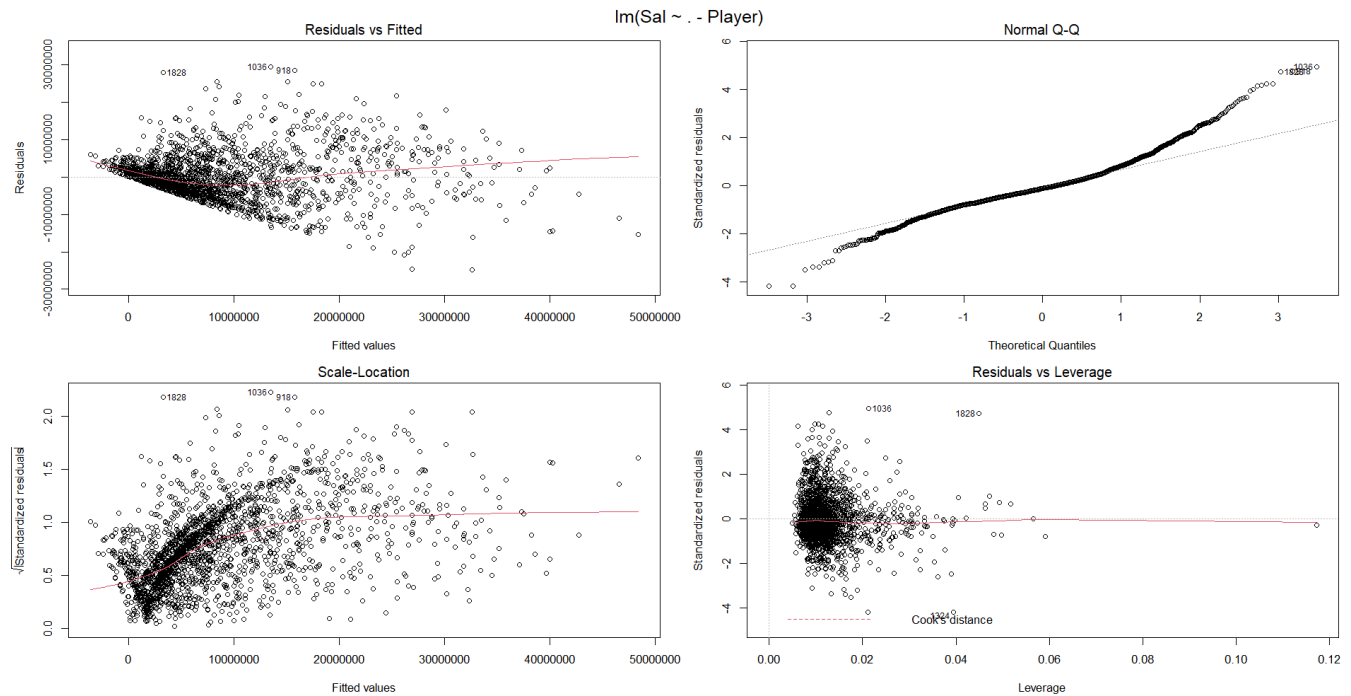 lm(Sal ~ . - Player)
Residuals vs Fitted
Residuals
-30000000 -10000000 10000000 30000000
1828
1036
918
0 10000000 20000000 30000000 40000000 50000000
Fitted values
Normal Q-Q
Standardized residuals
-4 -2 0 2 4 6
1036
1828
-3 -2 -1 0 1 2 3
Theoretical Quantiles
Scale-Location
√|Standardized residuals|
0.0 0.5 1.0 1.5 2.0
1828
1036
918
0 10000000 20000000 30000000 40000000 50000000
Fitted values
Residuals vs Leverage
Standardized residuals
-4 -2 0 2 4 6
1036
1828
1324
Cook's distance
0.00 0.02 0.04 0.06 0.08 0.10 0.12
Leverage